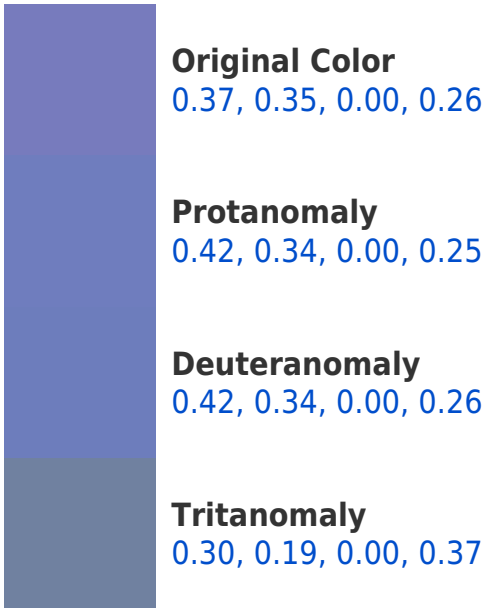 Original Color
0.37, 0.35, 0.00, 0.26
Protanomaly
0.42, 0.34, 0.00, 0.25
Deuteranomaly
0.42, 0.34, 0.00, 0.26
Tritanomaly
0.30, 0.19, 0.00, 0.37